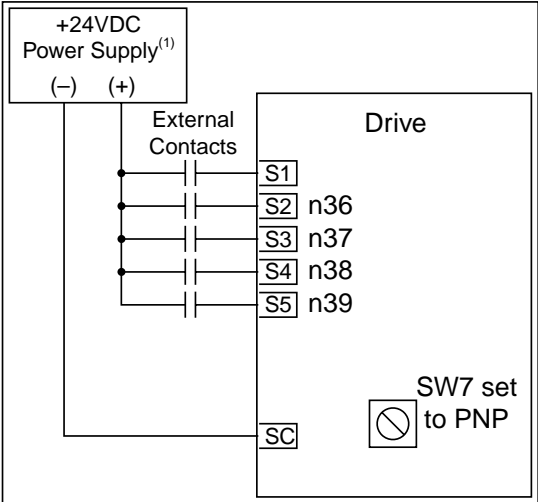 +24VDC
Power Supply(1)
(–) (+)
External
Contacts
Drive
S1
S2 n36
S3 n37
S4 n38
S5 n39
SW7 set
to PNP
SC